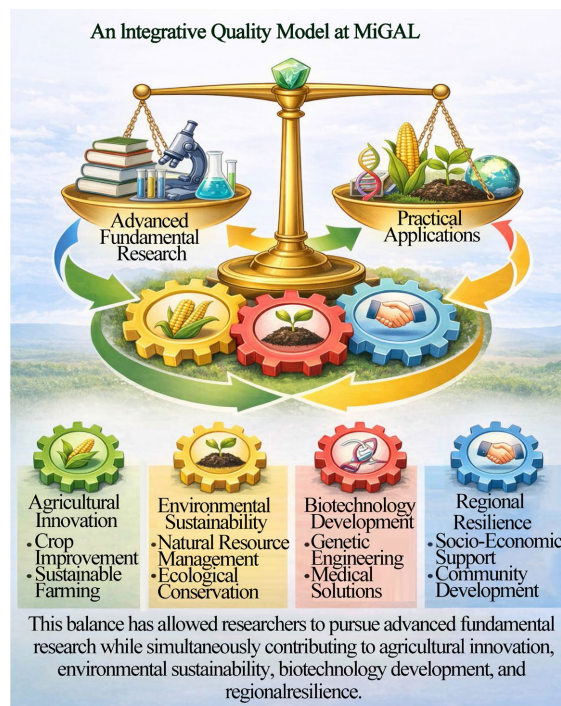 An Integrative Quality Model at MiGAL
Advanced
Fundamental
Research
Practical
Applications
Agricultural
Innovation
• Crop
Improvement
• Sustainable
Farming
Environmental
Sustainability
• Natural Resource
Management
• Ecological
Conservation
Biotechnology
Development
• Genetic
Engineering
• Medical
Solutions
Regional
Resilience
• Socio-Economic
Support
• Community
Development
This balance has allowed researchers to pursue advanced fundamental
research while simultaneously contributing to agricultural innovation,
environmental sustainability, biotechnology development, and
regionalresilience.